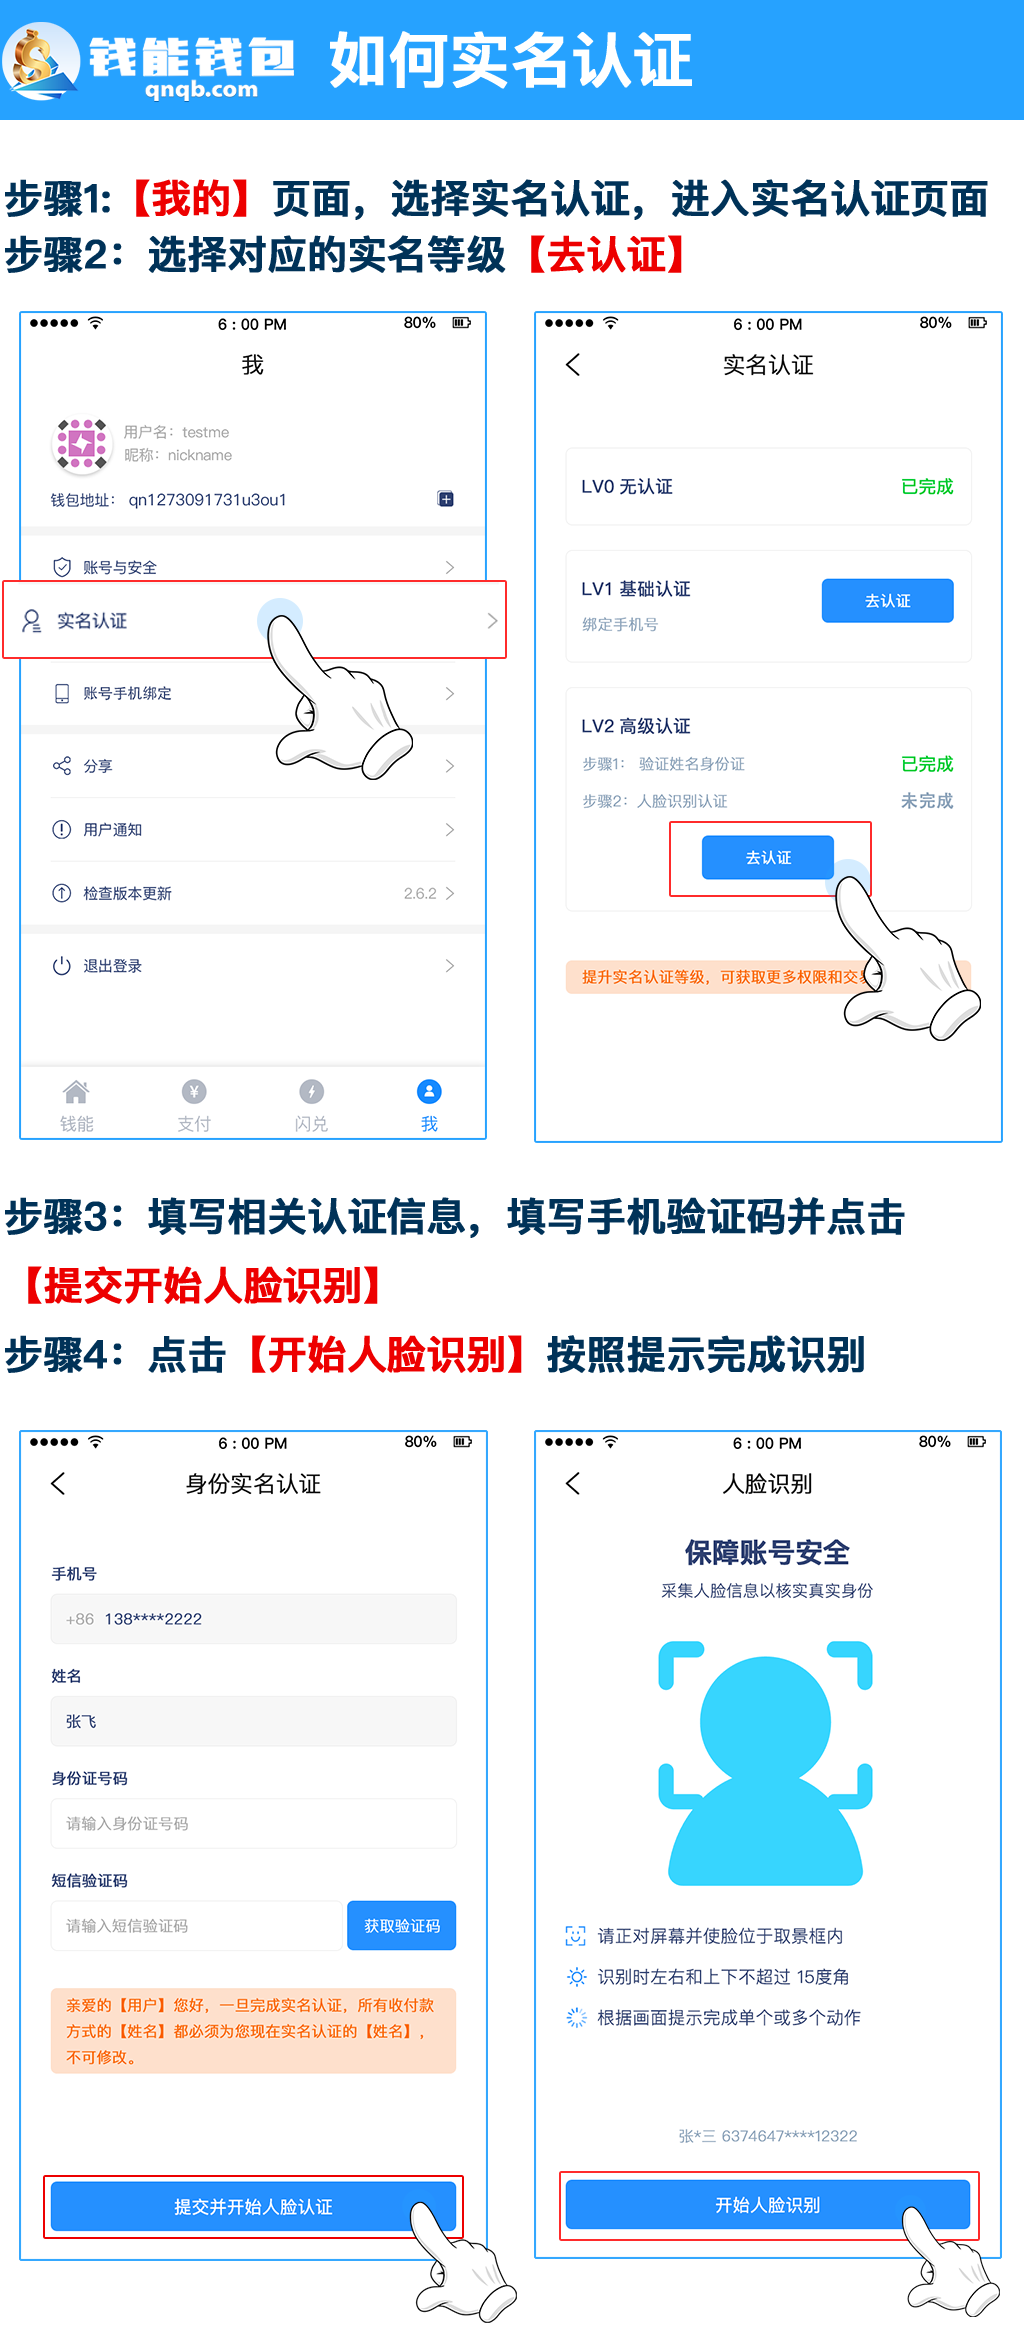 钱能钱包
qnqb.com
如何实名认证
步骤1:【我的】页面，选择实名认证，进入实名认证页面
步骤2：选择对应的实名等级【去认证】
6 : 00 PM
80%
我
用户名：testme
昵称：nickname
钱包地址： qn1273091731u3ou1
账号与安全
实名认证
账号手机绑定
分享
用户通知
检查版本更新 2.6.2
退出登录
钱能 支付 闪兑 我
6 : 00 PM
80%
实名认证
LV0 无认证 已完成
LV1 基础认证
绑定手机号
去认证
LV2 高级认证
步骤1： 验证姓名身份证 已完成
步骤2：人脸识别认证 未完成
去认证
提升实名认证等级，可获取更多权限和交
步骤3：填写相关认证信息，填写手机验证码并点击
【提交开始人脸识别】
步骤4：点击【开始人脸识别】按照提示完成识别
6 : 00 PM
80%
身份实名认证
手机号
+86 138****2222
姓名
张飞
身份证号码
请输入身份证号码
短信验证码
请输入短信验证码 获取验证码
亲爱的【用户】您好，一旦完成实名认证，所有收付款
方式的【姓名】都必须为您现在实名认证的【姓名】，
不可修改。
提交并开始人脸认证
6 : 00 PM
80%
人脸识别
保障账号安全
采集人脸信息以核实真实身份
请正对屏幕并使脸位于取景框内
识别时左右和上下不超过 15度角
根据画面提示完成单个或多个动作
张*三 6374647****12322
开始人脸识别